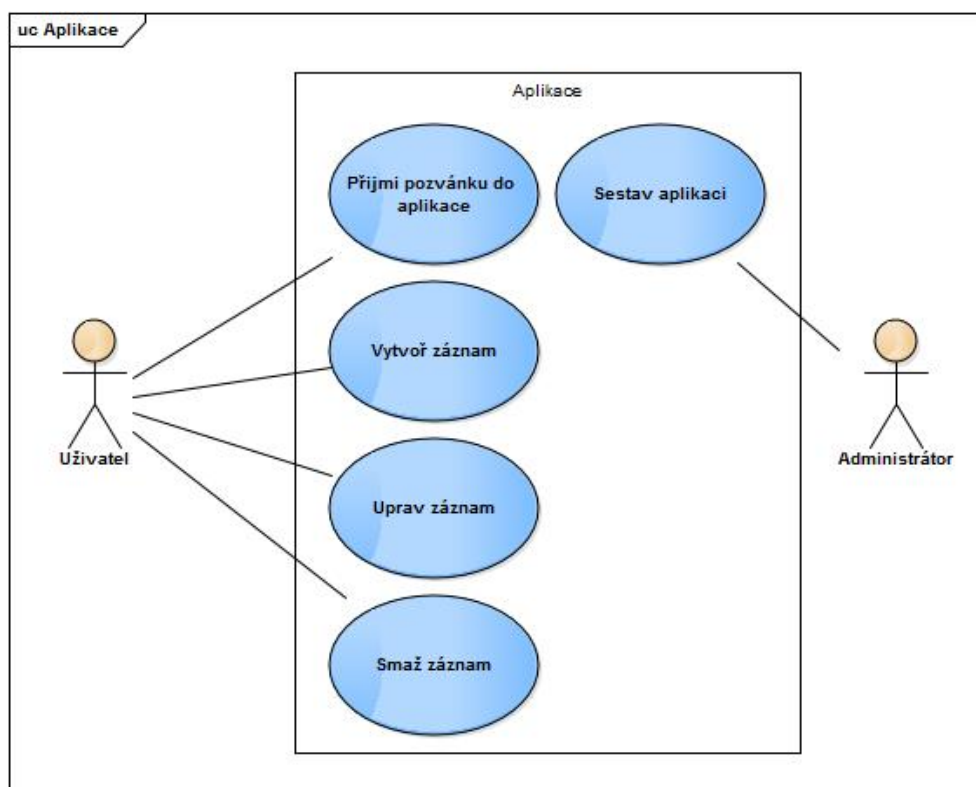 uc Aplikace
Aplikace
Přijmi pozvánku do
aplikace
Sestav aplikaci
Vytvoř záznam
Uživatel
Administrátor
Uprav záznam
Smaž záznam